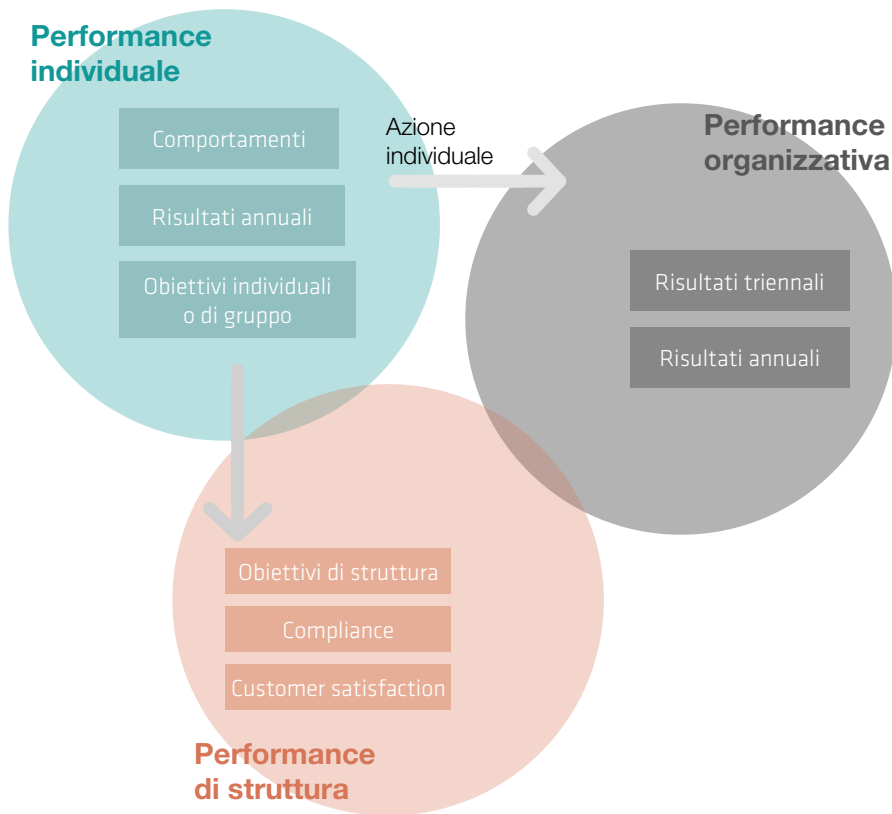 Performance
individuale
Comportamenti
Risultati annuali
Obiettivi individuali
o di gruppo
Azione
individuale
Performance
organizzativa
Risultati triennali
Risultati annuali
Obiettivi di struttura
Compliance
Customer satisfaction
Performance
di struttura